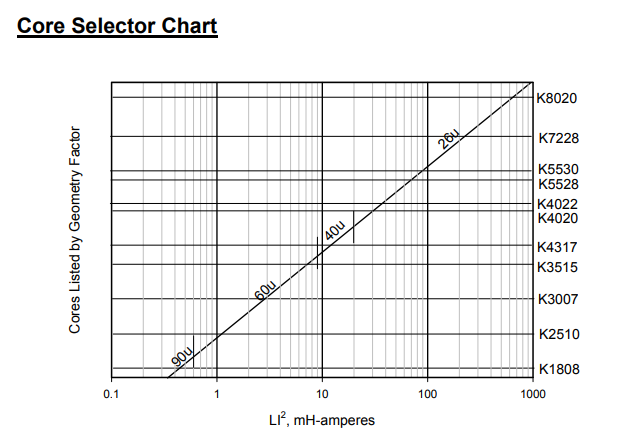 Core Selector Chart
K8020
K7228
K5530
K5528
K4022
K4020
K4317
K3515
K3007
K2510
K1808
26u
40u
60u
90u
Cores Listed by Geometry Factor
0.1
1
10
100
1000
LI², mH-amperes